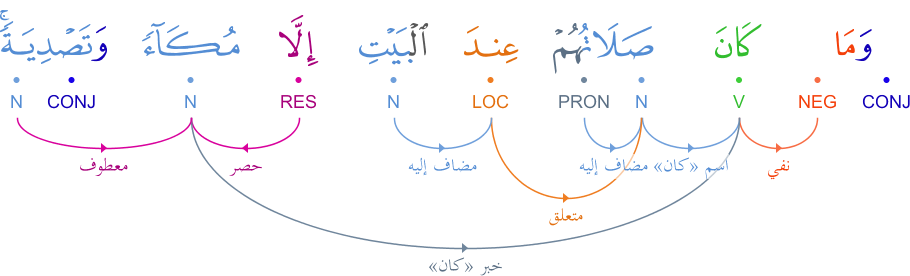 وَمَا كَانَ صَلَاتُهُمْ عِندَ ٱلْبَيْتِ إِلَّا مُكَآءً وَتَصْدِيَةً ۚ
CONJ NEG V N PRON LOC N RES N CONJ N
نفي اسم «كان» مضاف إليه مضاف إليه حصر معطوف
متعلق
خبر «كان»